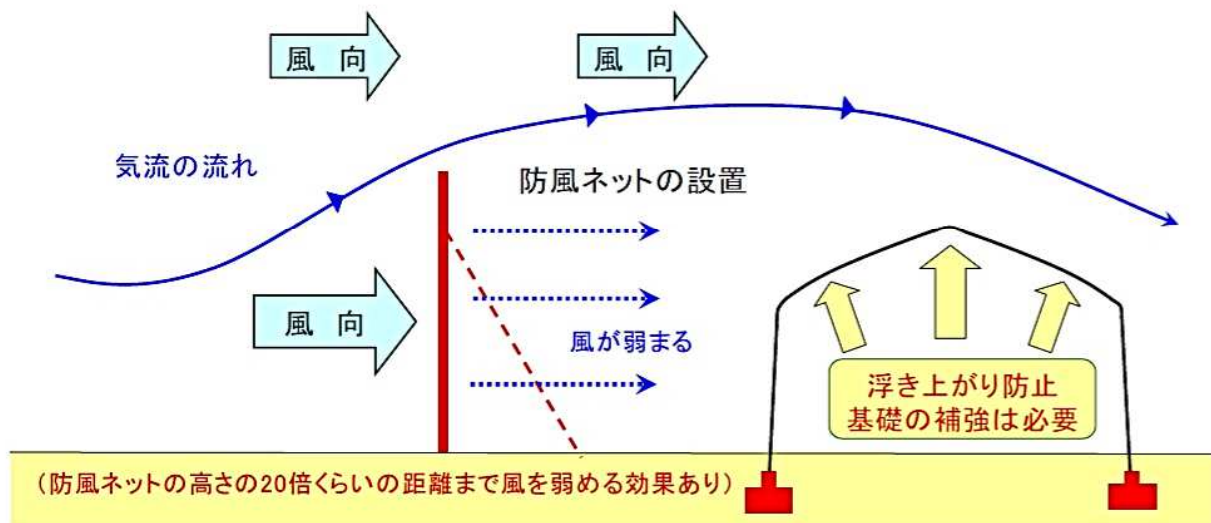 風 向
風 向
気流の流れ
防風ネットの設置
風 向
風が弱まる
浮き上がり防止
基礎の補強は必要
（防風ネットの高さの20倍くらいの距離まで風を弱める効果あり）